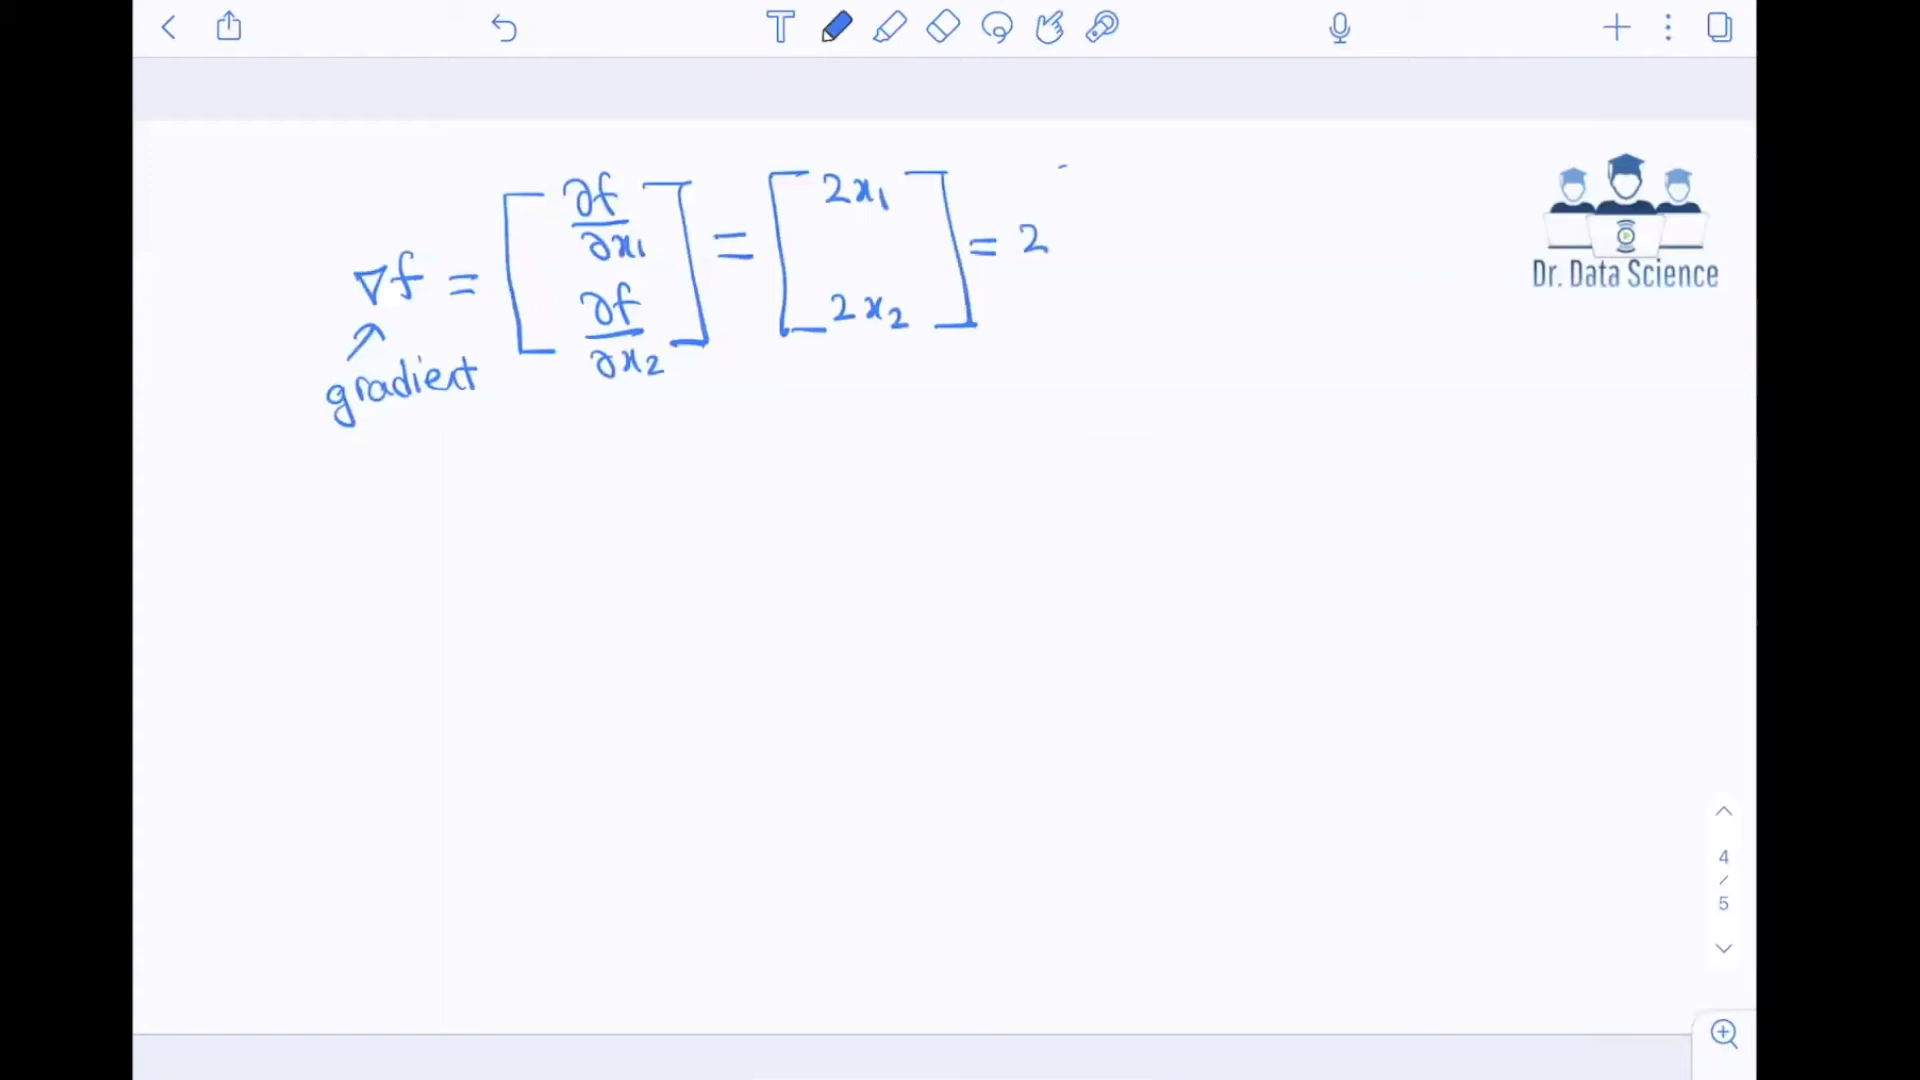 ∇f = [ ∂f/∂x₁ ∂f/∂x₂ ] = [ 2x₁ 2x₂ ] = 2
gradient
Dr. Data Science
4
/
5